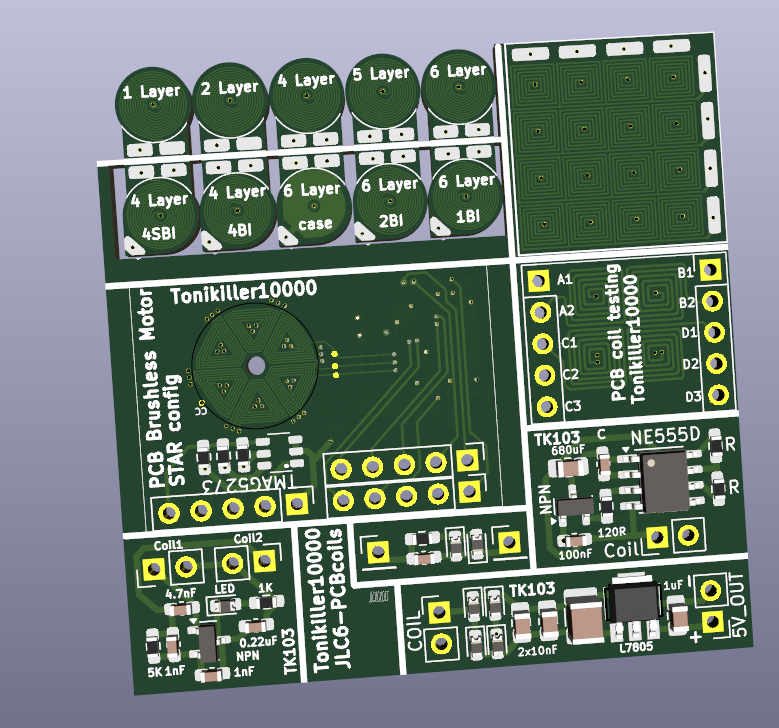 1 Layer
2 Layer
4 Layer
5 Layer
6 Layer
4 Layer
4SBI
4 Layer
4BI
6 Layer
case
6 Layer
2BI
6 Layer
1BI
Tonikiller10000
PCB Brushless Motor
STAR config
CC
TMAG5273
A1
A2
C1
C2
C3
PCB coil testing
Tonikiller10000
B1
B2
D1
D2
D3
TK103
680uF
C
NE555D
R
R
NPN
120R
100nF
Coil
Coil1
Coil2
4.7nF
LED
1K
0.22uF
NPN
5K
1nF
1nF
TK103
Tonikiller10000
JLC6-PCBcoils
COIL
TK103
2x10nF
L7805
1uF
5V_OUT
+